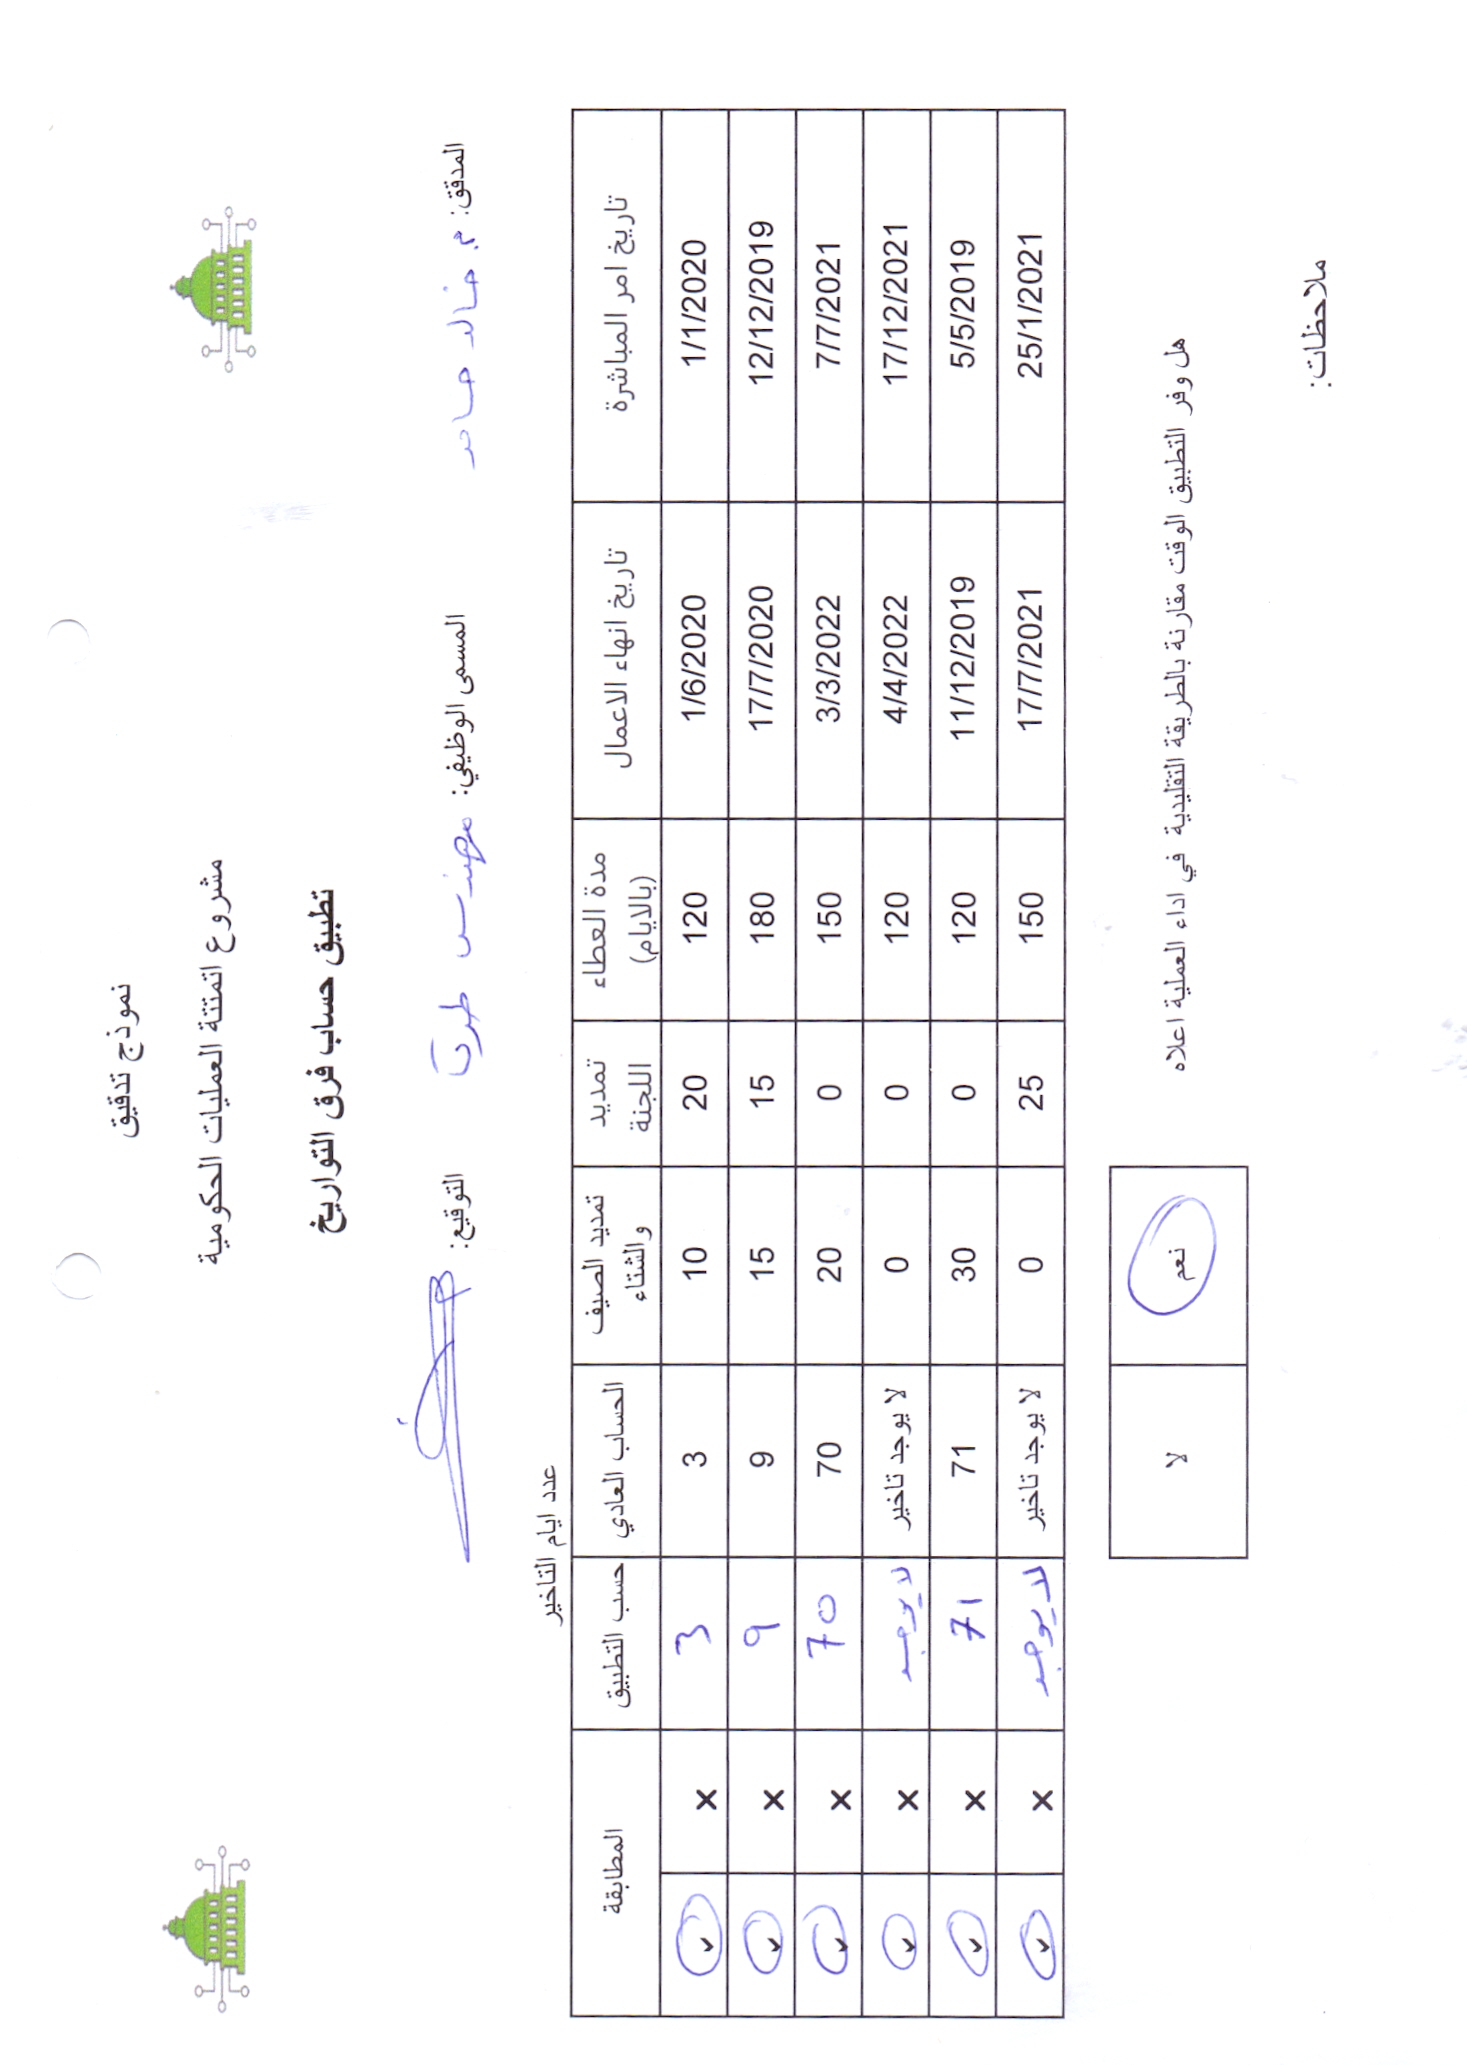 نموذج تدقيق
مشروع اتمتتة العمليات الحكومية
تطبيق حساب فرق التواريخ
المدقق: م. خالد حامد المسمى الوظيفي: مهندس طرق التوقيع:
عدد ايام التاخير
تاريخ امر المباشرة تاريخ انهاء الاعمال مدة العطاء (بالايام) تمديد اللجنة تمديد الصيف والشتاء الحساب العادي حسب التطبيق المطابقة
1/1/2020 1/6/2020 120 20 10 3 3 × ✓
12/12/2019 17/7/2020 180 15 15 9 9 × ✓
7/7/2021 3/3/2022 150 0 20 70 70 × ✓
17/12/2021 4/4/2022 120 0 0 لا يوجد تاخير لا يوجد × ✓
5/5/2019 11/12/2019 120 0 30 71 71 × ✓
25/1/2021 17/7/2021 150 25 0 لا يوجد تاخير لا يوجد × ✓
هل وفر التطبيق الوقت مقارنة بالطريقة التقليدية في اداء العملية اعلاه نعم لا
ملاحظات: